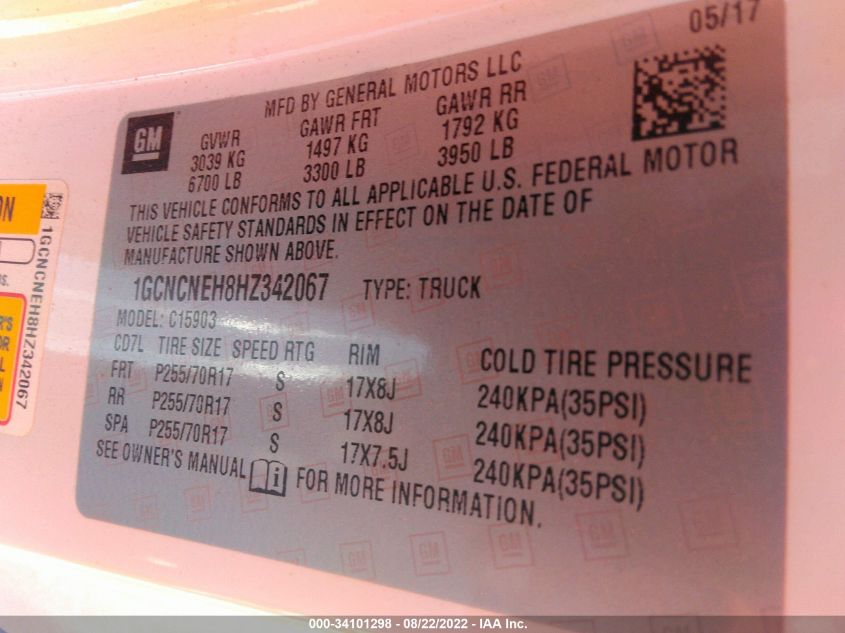 05/17
MFD BY GENERAL MOTORS LLC
GM
GVWR GAWR FRT GAWR RR
3039 KG 1497 KG 1792 KG
6700 LB 3300 LB 3950 LB
THIS VEHICLE CONFORMS TO ALL APPLICABLE U.S. FEDERAL MOTOR
VEHICLE SAFETY STANDARDS IN EFFECT ON THE DATE OF
MANUFACTURE SHOWN ABOVE.
1GCNCNEH8HZ342067 TYPE: TRUCK
MODEL: C15903
CD7L TIRE SIZE SPEED RTG RIM COLD TIRE PRESSURE
FRT P255/70R17 S 17X8J 240KPA(35PSI)
RR P255/70R17 S 17X8J 240KPA(35PSI)
SPA P255/70R17 S 17X7.5J 240KPA(35PSI)
SEE OWNER'S MANUAL i FOR MORE INFORMATION.
1GCNCNEH8HZ342067
000-34101298 - 08/22/2022 - IAA Inc.